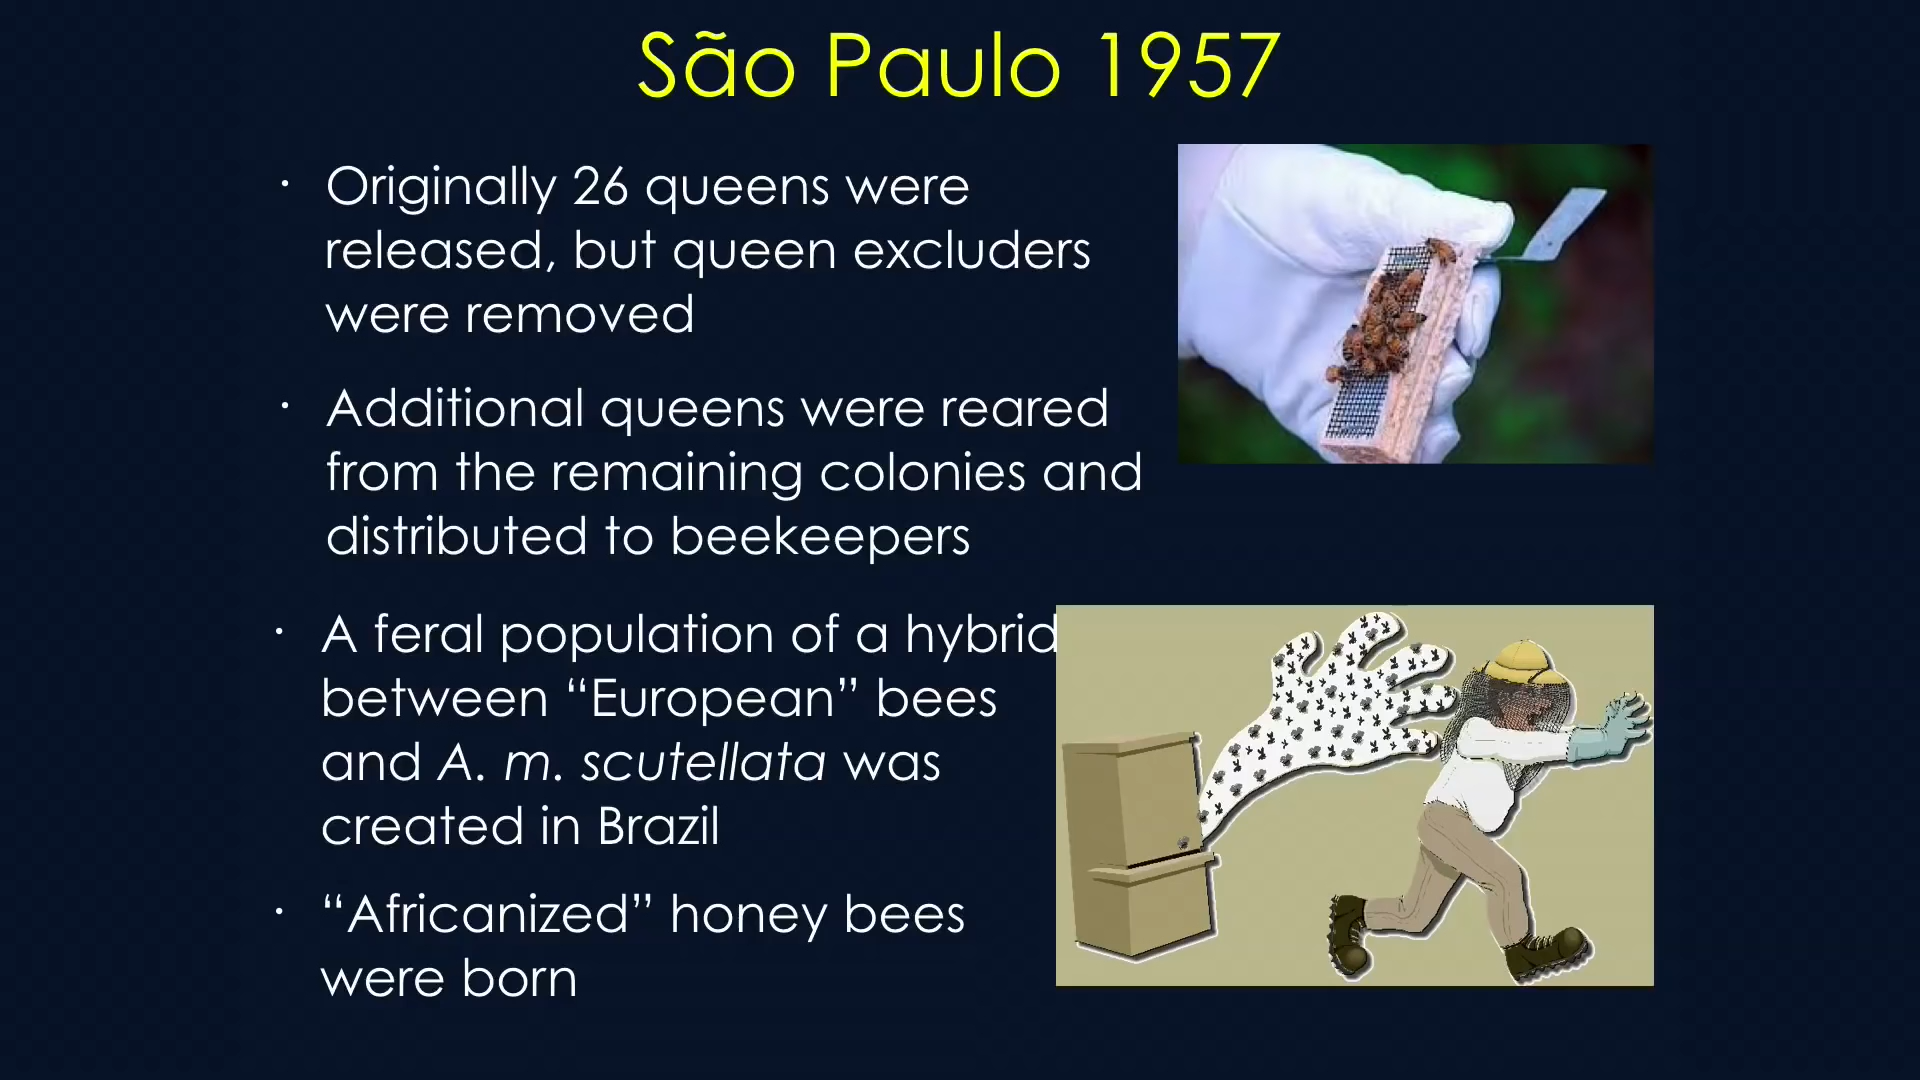 São Paulo 1957
· Originally 26 queens were
released, but queen excluders
were removed
· Additional queens were reared
from the remaining colonies and
distributed to beekeepers
· A feral population of a hybrid
between “European” bees
and A. m. scutellata was
created in Brazil
· “Africanized” honey bees
were born